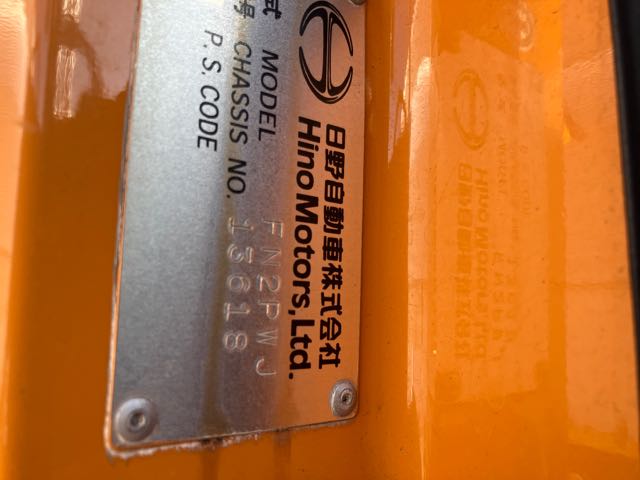 日野自動車株式会社
Hino Motors, Ltd.
式 MODEL FN2PWJ
号 CHASSIS NO. 13618
P. S. CODE